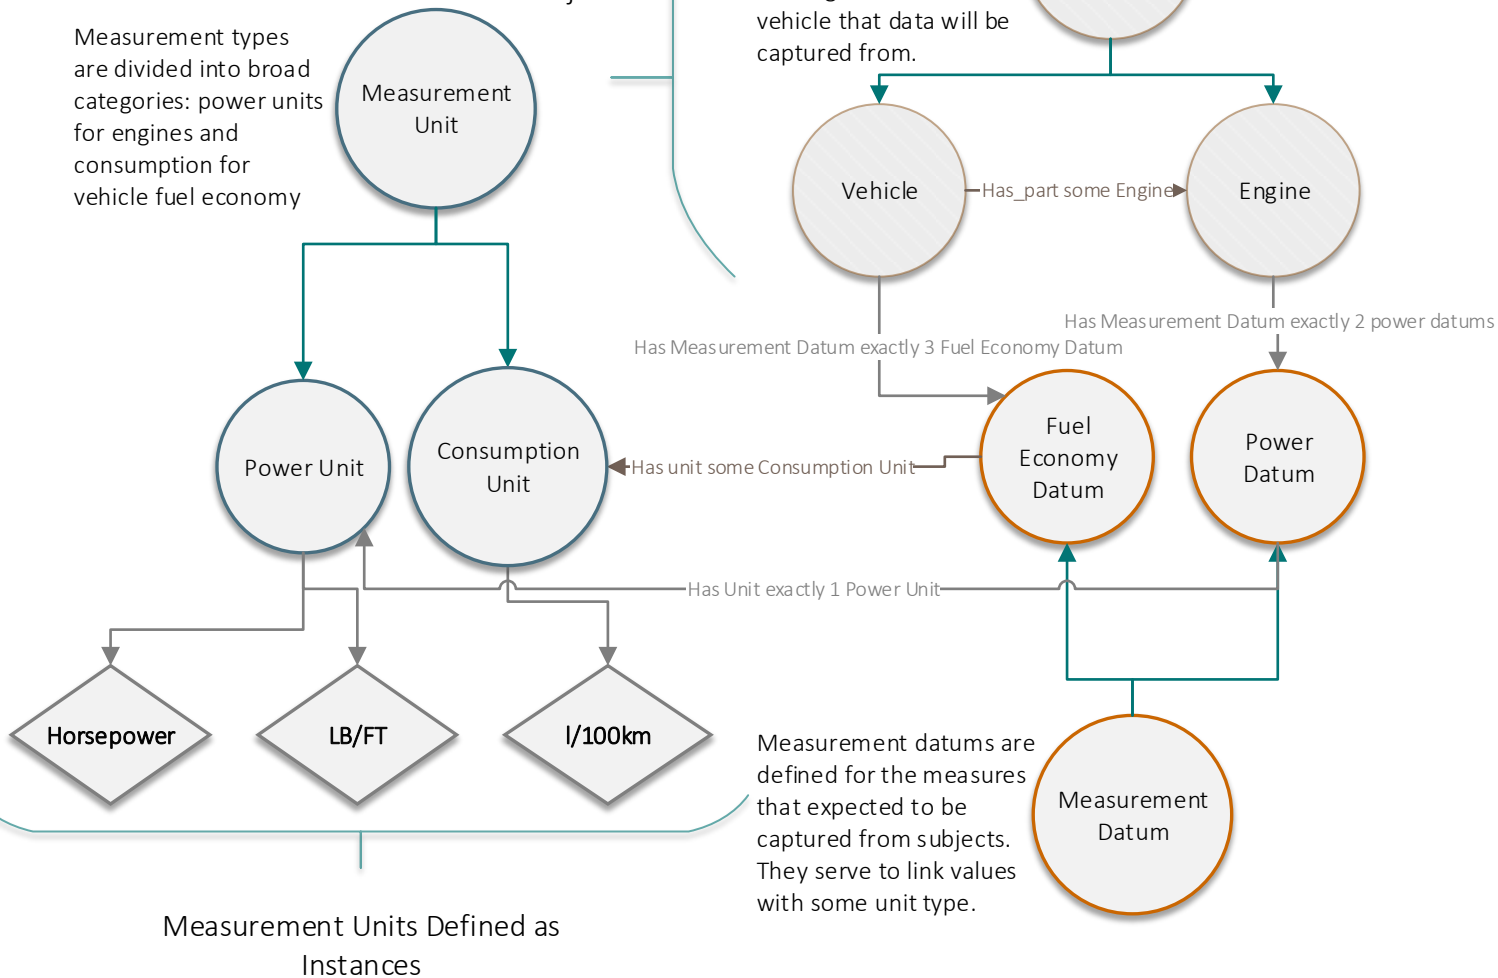 Measurement types
are divided into broad
categories: power units
for engines and
consumption for
vehicle fuel economy
Measurement
Unit
vehicle that data will be
captured from.
Vehicle
Has_part some Engine
Engine
Has Measurement Datum exactly 2 power datums
Has Measurement Datum exactly 3 Fuel Economy Datum
Power Unit
Consumption
Unit
Has unit some Consumption Unit
Fuel
Economy
Datum
Power
Datum
Has Unit exactly 1 Power Unit
Horsepower
LB/FT
l/100km
Measurement datums are
defined for the measures
that expected to be
captured from subjects.
They serve to link values
with some unit type.
Measurement
Datum
Measurement Units Defined as
Instances